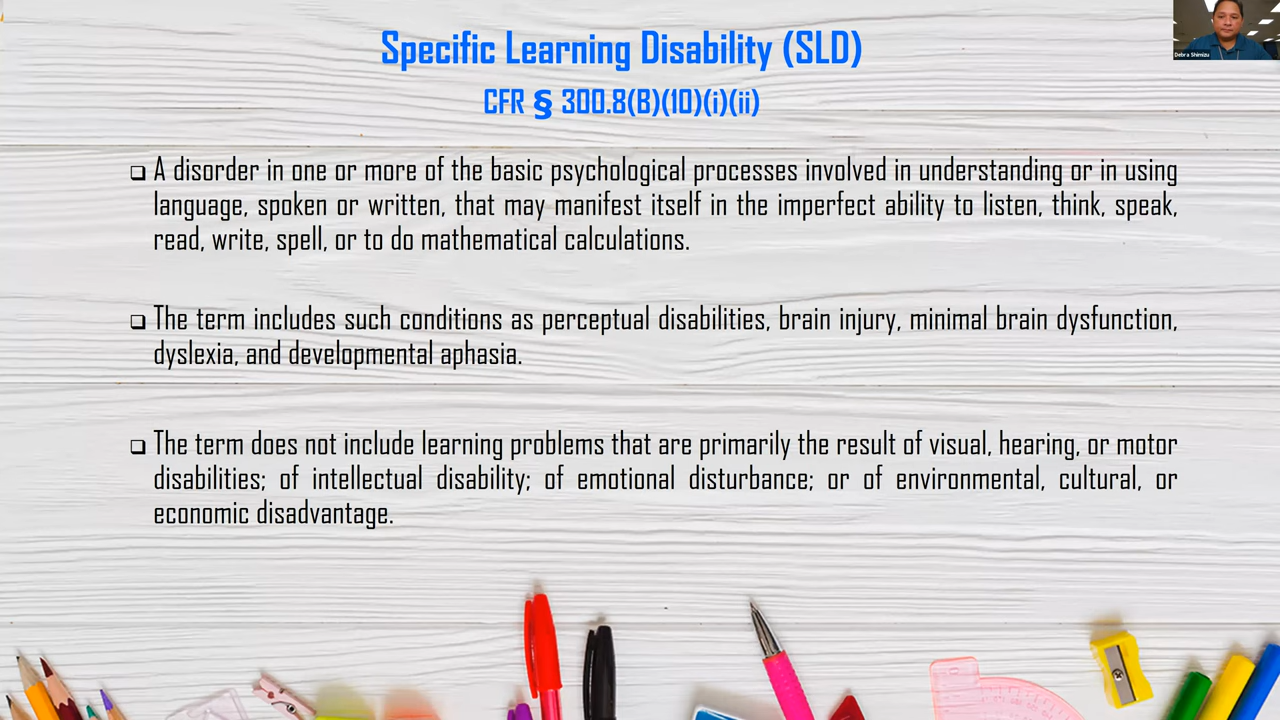 Specific Learning Disability (SLD)
CFR § 300.8(B)(10)(i)(ii)
Debra Shimizu
A disorder in one or more of the basic psychological processes involved in understanding or in using
language, spoken or written, that may manifest itself in the imperfect ability to listen, think, speak,
read, write, spell, or to do mathematical calculations.
The term includes such conditions as perceptual disabilities, brain injury, minimal brain dysfunction,
dyslexia, and developmental aphasia.
The term does not include learning problems that are primarily the result of visual, hearing, or motor
disabilities; of intellectual disability; of emotional disturbance; or of environmental, cultural, or
economic disadvantage.